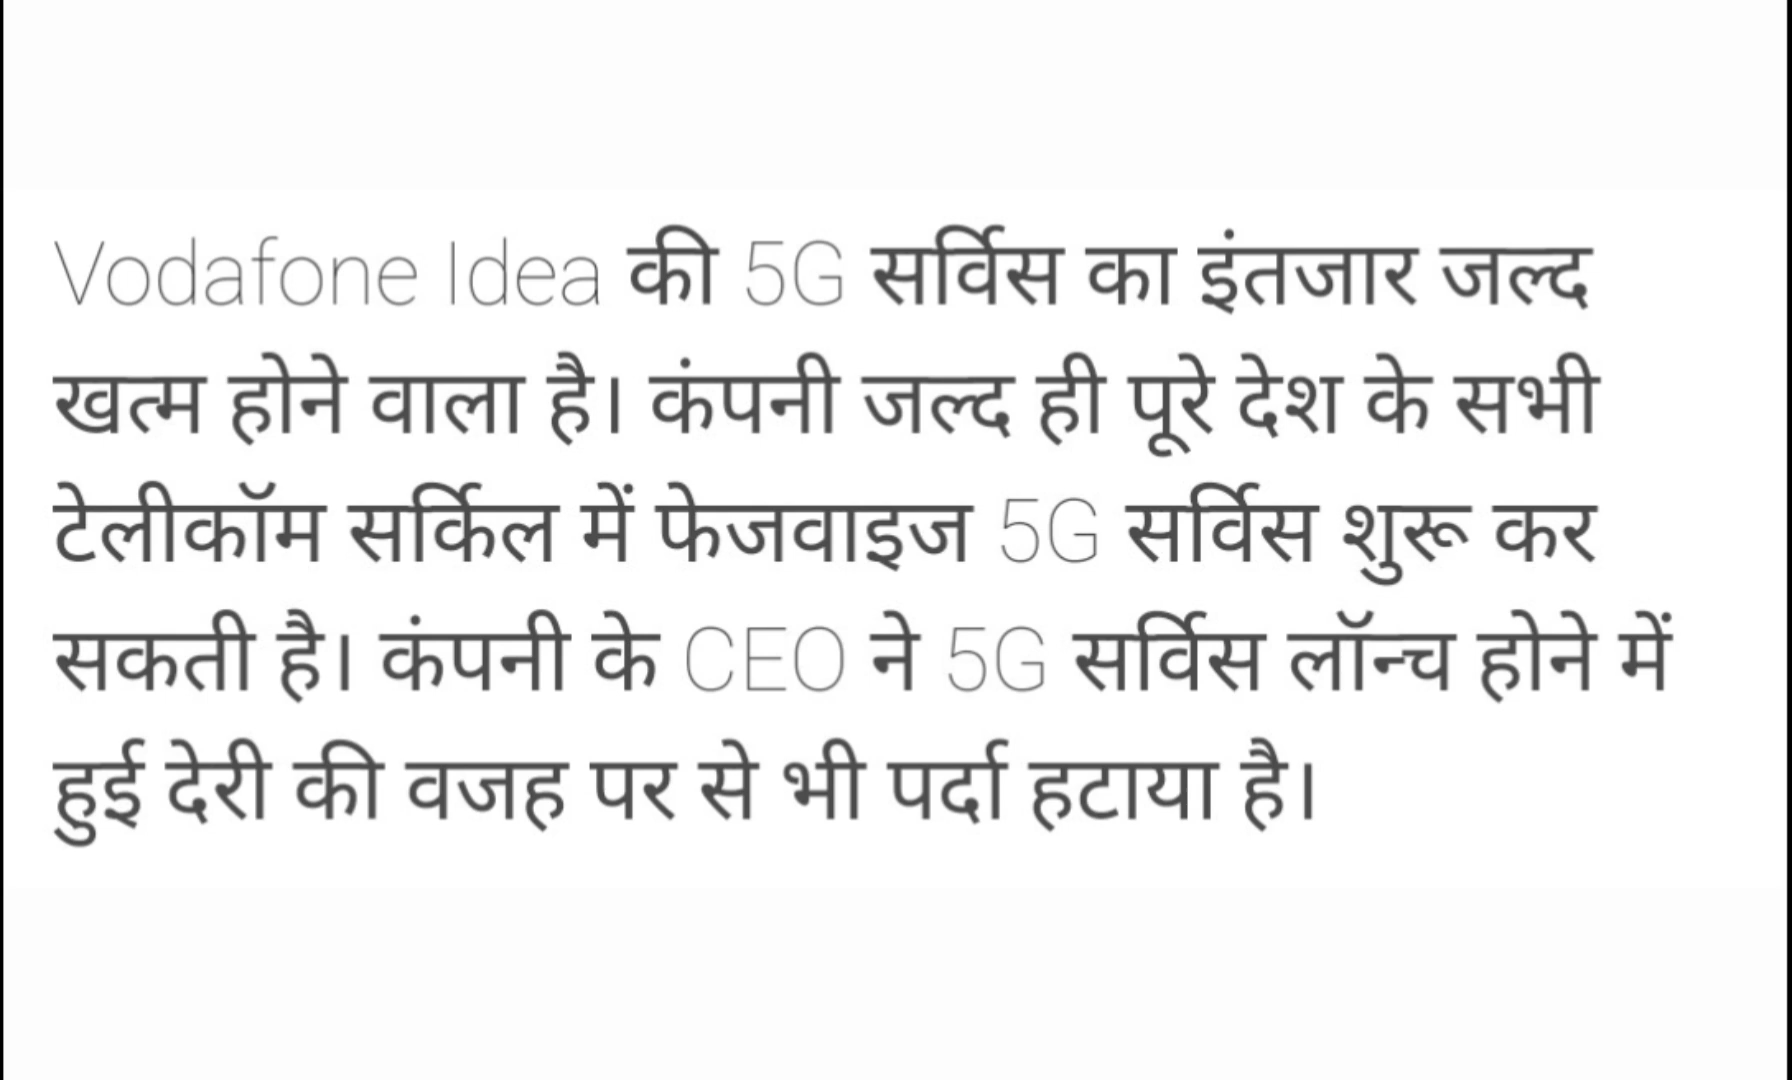 Vodafone Idea की 5G सर्विस का इंतजार जल्द
खत्म होने वाला है। कंपनी जल्द ही पूरे देश के सभी
टेलीकॉम सर्किल में फेजवाइज 5G सर्विस शुरू कर
सकती है। कंपनी के CEO ने 5G सर्विस लॉन्च होने में
हुई देरी की वजह पर से भी पर्दा हटाया है।